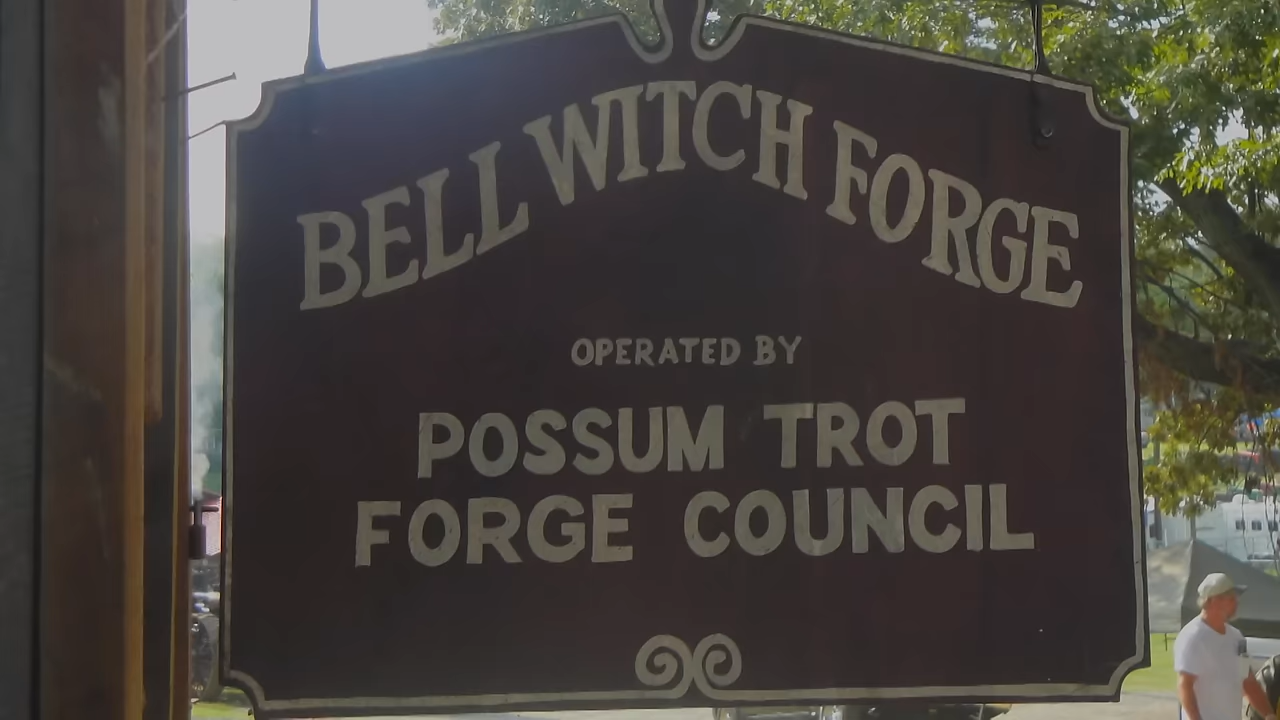 BELL WITCH FORGE
OPERATED BY
POSSUM TROT
FORGE COUNCIL